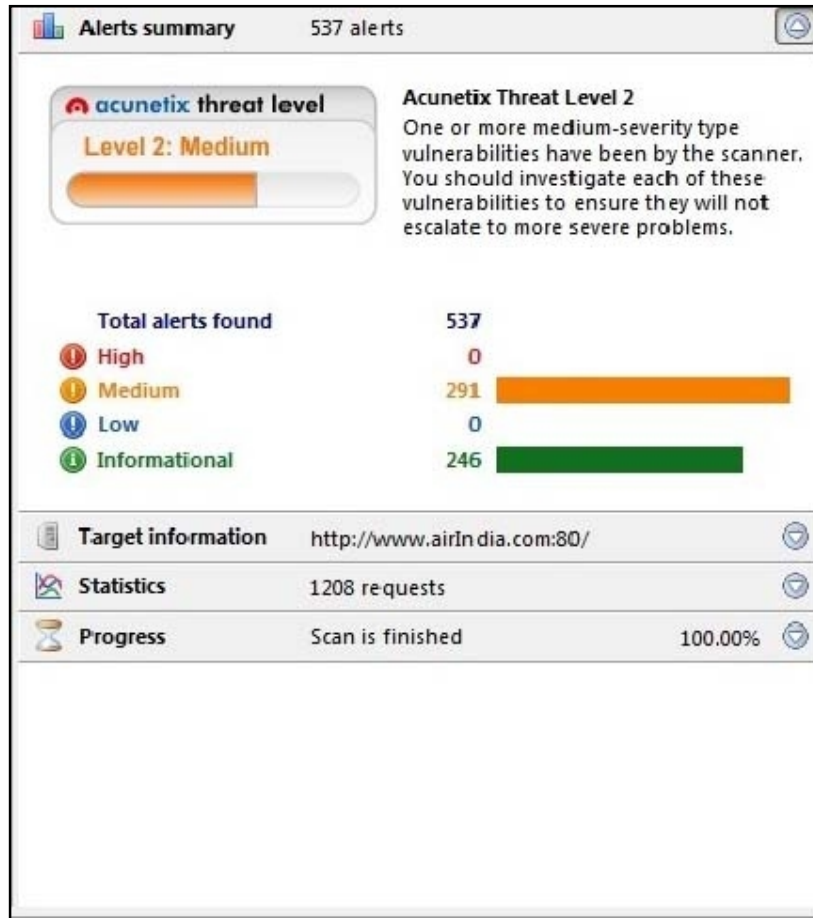 Alerts summary 537 alerts
acunetix threat level
Level 2: Medium
Acunetix Threat Level 2
One or more medium-severity type
vulnerabilities have been by the scanner.
You should investigate each of these
vulnerabilities to ensure they will not
escalate to more severe problems.
Total alerts found 537
High 0
Medium 291
Low 0
Informational 246
Target information http://www.airIndia.com:80/
Statistics 1208 requests
Progress Scan is finished 100.00%